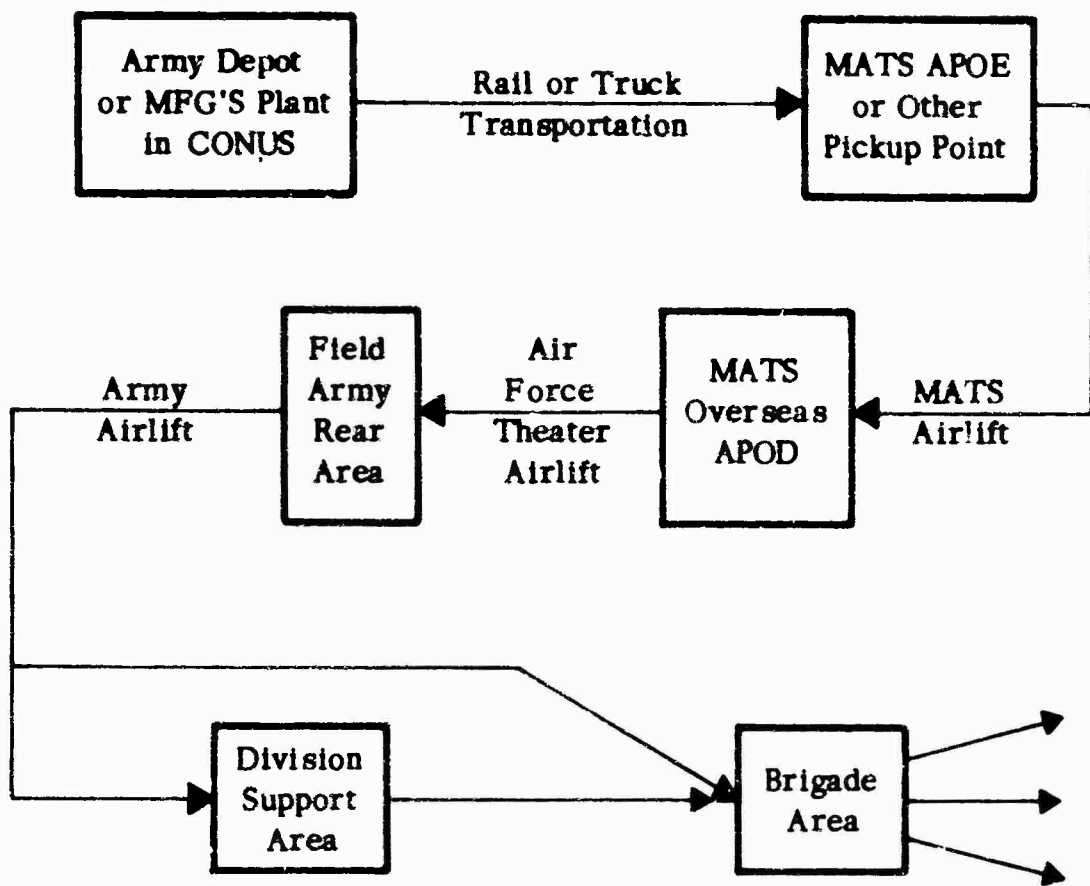 Army Depot
or MFG'S Plant
in CONUS
Rail or Truck
Transportation
MATS APOE
or Other
Pickup Point
Army
Airlift
Field
Army
Rear
Area
Air
Force
Theater
Airlift
MATS
Overseas
APOD
MATS
Airlift
Division
Support
Area
Brigade
Area